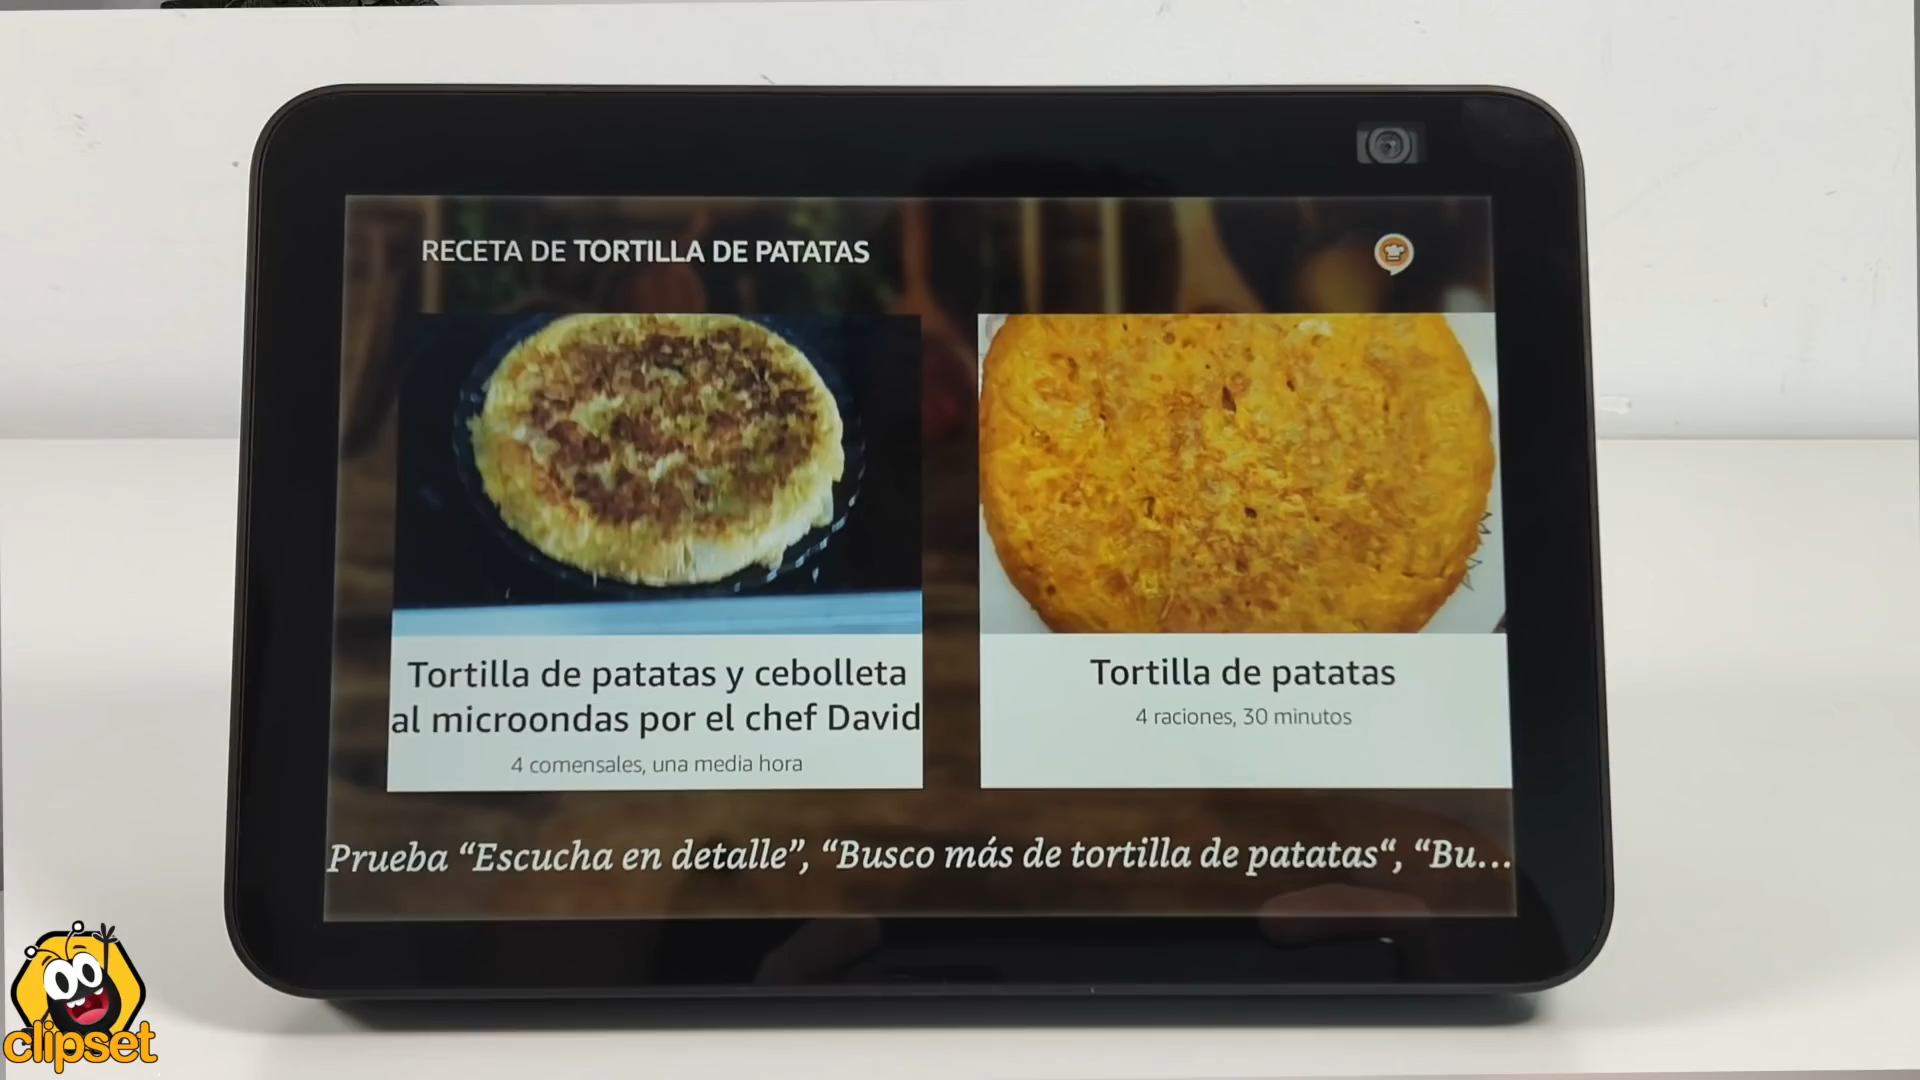 RECETA DE TORTILLA DE PATATAS
Tortilla de patatas y cebolleta
al microondas por el chef David
4 comensales, una media hora
Tortilla de patatas
4 raciones, 30 minutos
Prueba “Escucha en detalle”, “Busco más de tortilla de patatas“, “Bu...
clipset